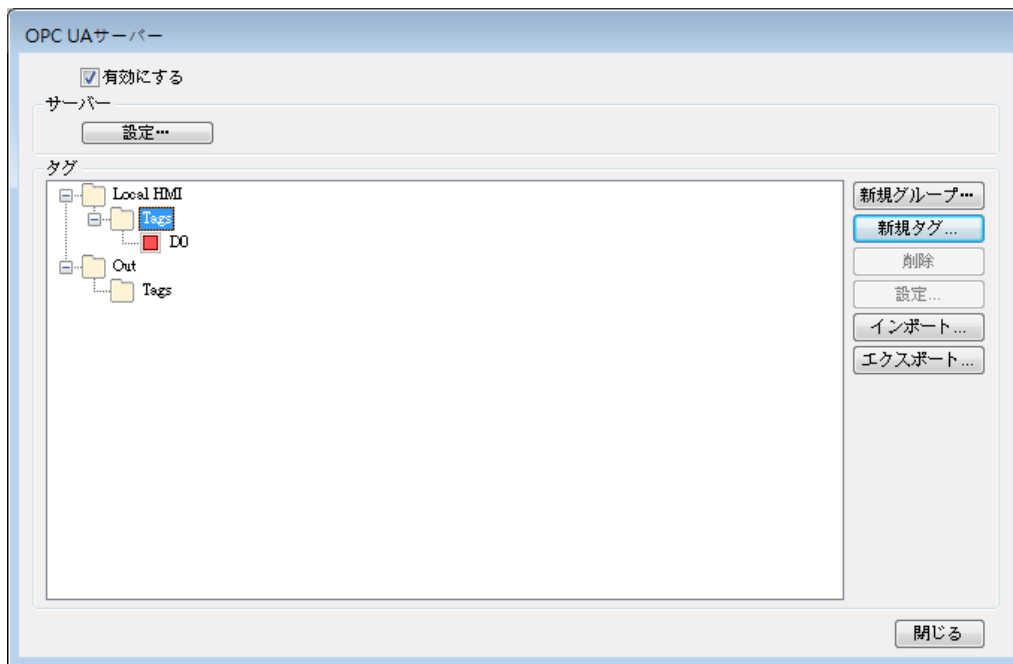 OPC UAサーバー
有効にする
サーバー
設定…
タグ
Local HMI
Tags
D0
Out
Tags
新規グループ…
新規タグ...
削除
設定...
インポート...
エクスポート...
閉じる